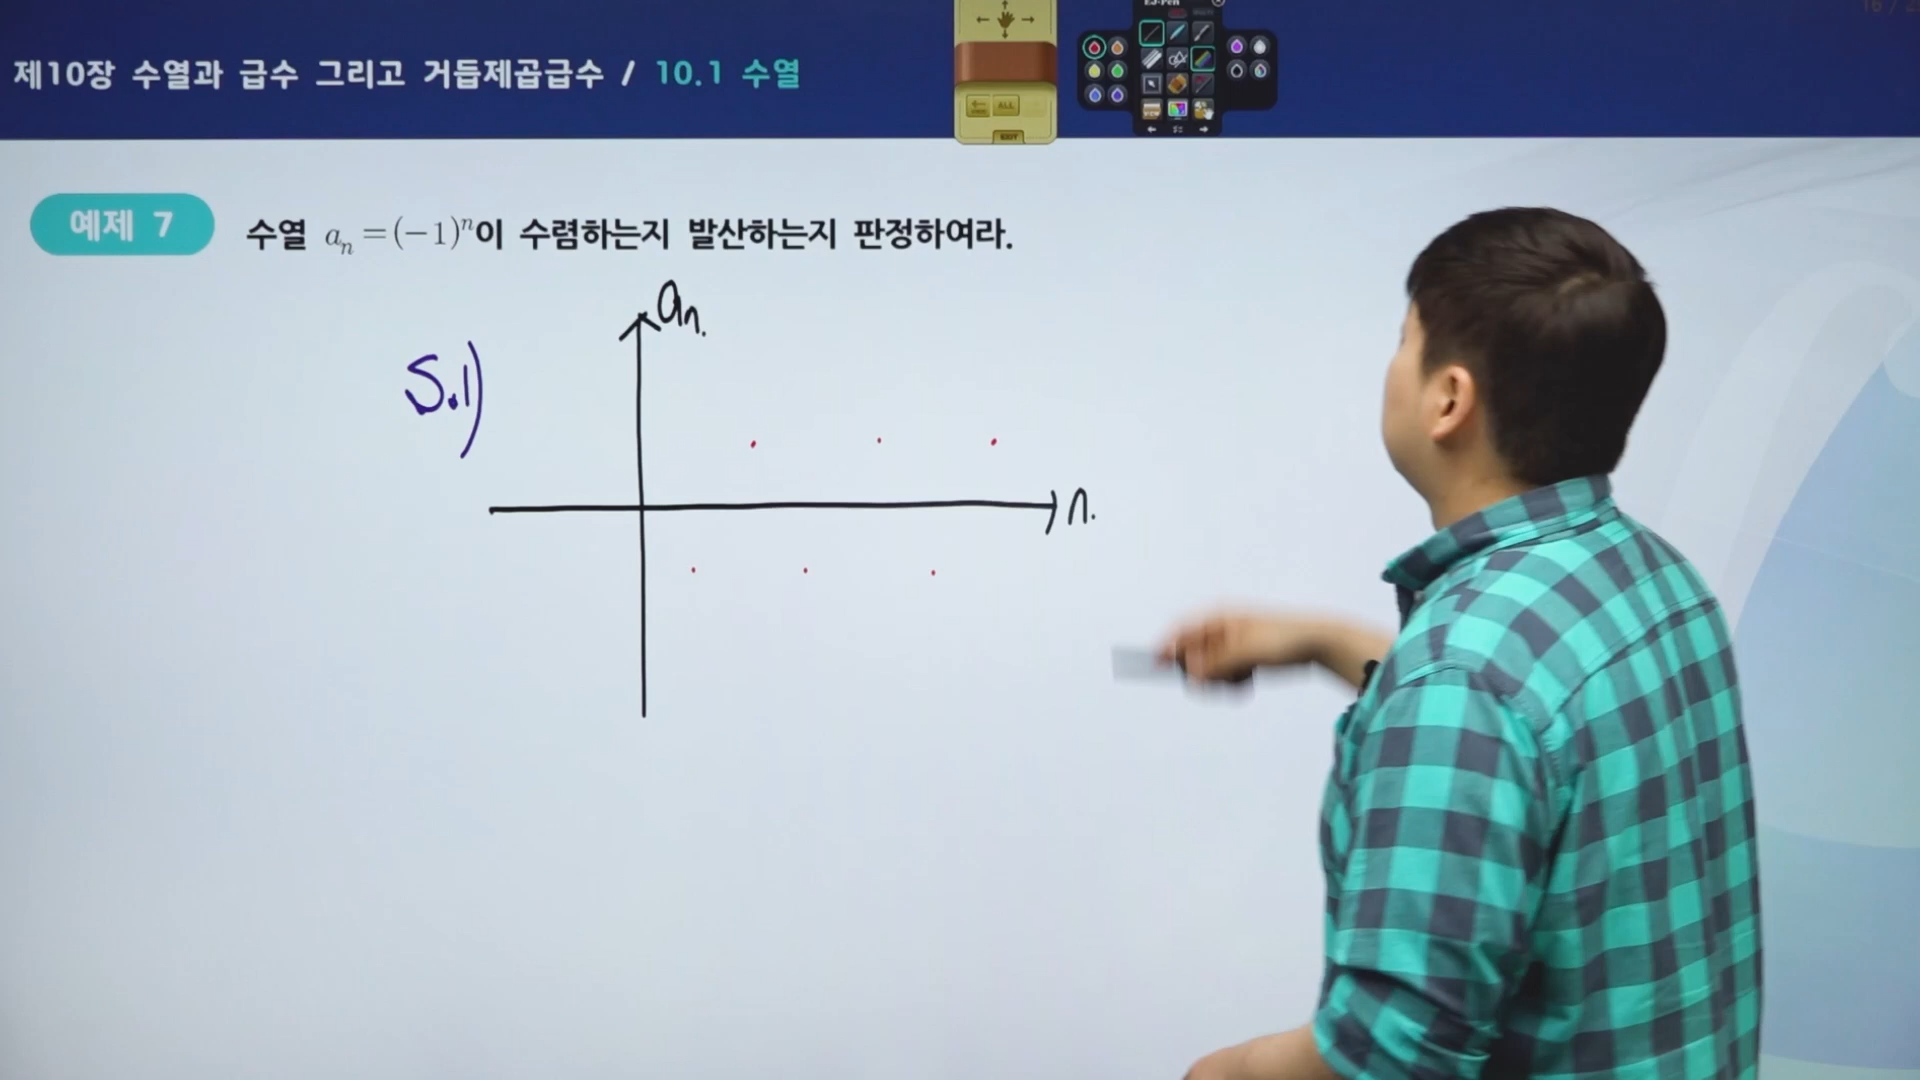 제10장 수열과 급수 그리고 거듭제곱급수 / 10.1 수열
ALL
EXIT
예제 7 수열 aₙ=(−1)ⁿ이 수렴하는지 발산하는지 판정하여라.
aₙ.
S.1)
n.